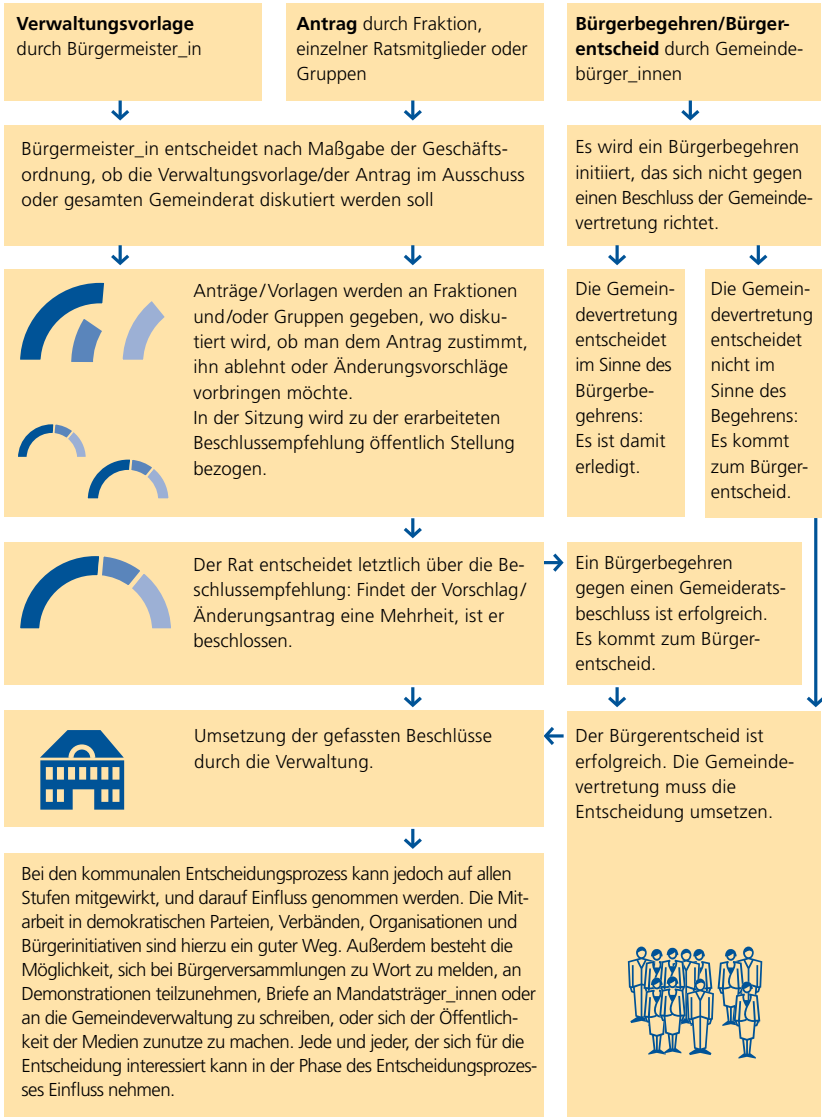 Verwaltungsvorlage
durch Bürgermeister_in
Antrag durch Fraktion,
einzelner Ratsmitglieder oder
Gruppen
Bürgerbegehren/Bürger-
entscheid durch Gemeinde-
bürger_innen
Bürgermeister_in entscheidet nach Maßgabe der Geschäfts-
ordnung, ob die Verwaltungsvorlage/der Antrag im Ausschuss
oder gesamten Gemeinderat diskutiert werden soll
Es wird ein Bürgerbegehren
initiiert, das sich nicht gegen
einen Beschluss der Gemeinde-
vertretung richtet.
Anträge/Vorlagen werden an Fraktionen
und/oder Gruppen gegeben, wo disku-
tiert wird, ob man dem Antrag zustimmt,
ihn ablehnt oder Änderungsvorschläge
vorbringen möchte.
In der Sitzung wird zu der erarbeiteten
Beschlussempfehlung öffentlich Stellung
bezogen.
Die Gemein-
devertretung
entscheidet
im Sinne des
Bürgerbe-
gehrens:
Es ist damit
erledigt.
Die Gemein-
devertretung
entscheidet
nicht im
Sinne des
Begehrens:
Es kommt
zum Bürger-
entscheid.
Der Rat entscheidet letztlich über die Be-
schlussempfehlung: Findet der Vorschlag/
Änderungsantrag eine Mehrheit, ist er
beschlossen.
Ein Bürgerbegehren
gegen einen Gemeiderats-
beschluss ist erfolgreich.
Es kommt zum Bürger-
entscheid.
Umsetzung der gefassten Beschlüsse
durch die Verwaltung.
Der Bürgerentscheid ist
erfolgreich. Die Gemeinde-
vertretung muss die
Entscheidung umsetzen.
Bei den kommunalen Entscheidungsprozess kann jedoch auf allen
Stufen mitgewirkt, und darauf Einfluss genommen werden. Die Mit-
arbeit in demokratischen Parteien, Verbänden, Organisationen und
Bürgerinitiativen sind hierzu ein guter Weg. Außerdem besteht die
Möglichkeit, sich bei Bürgerversammlungen zu Wort zu melden, an
Demonstrationen teilzunehmen, Briefe an Mandatsträger_innen oder
an die Gemeindeverwaltung zu schreiben, oder sich der Öffentlich-
keit der Medien zunutze zu machen. Jede und jeder, der sich für die
Entscheidung interessiert kann in der Phase des Entscheidungsprozes-
ses Einfluss nehmen.